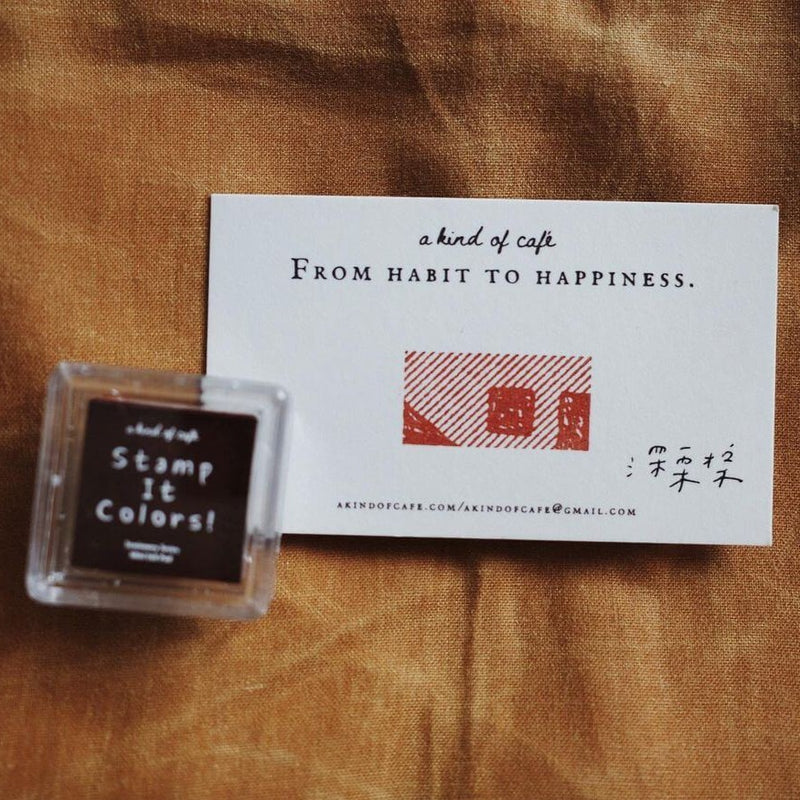 a kind of café
FROM HABIT TO HAPPINESS.
深栗棕
AKINDOFCAFE.COM/AKINDOFCAFE@GMAIL.COM
a kind of café
Stamp
It
Colors!